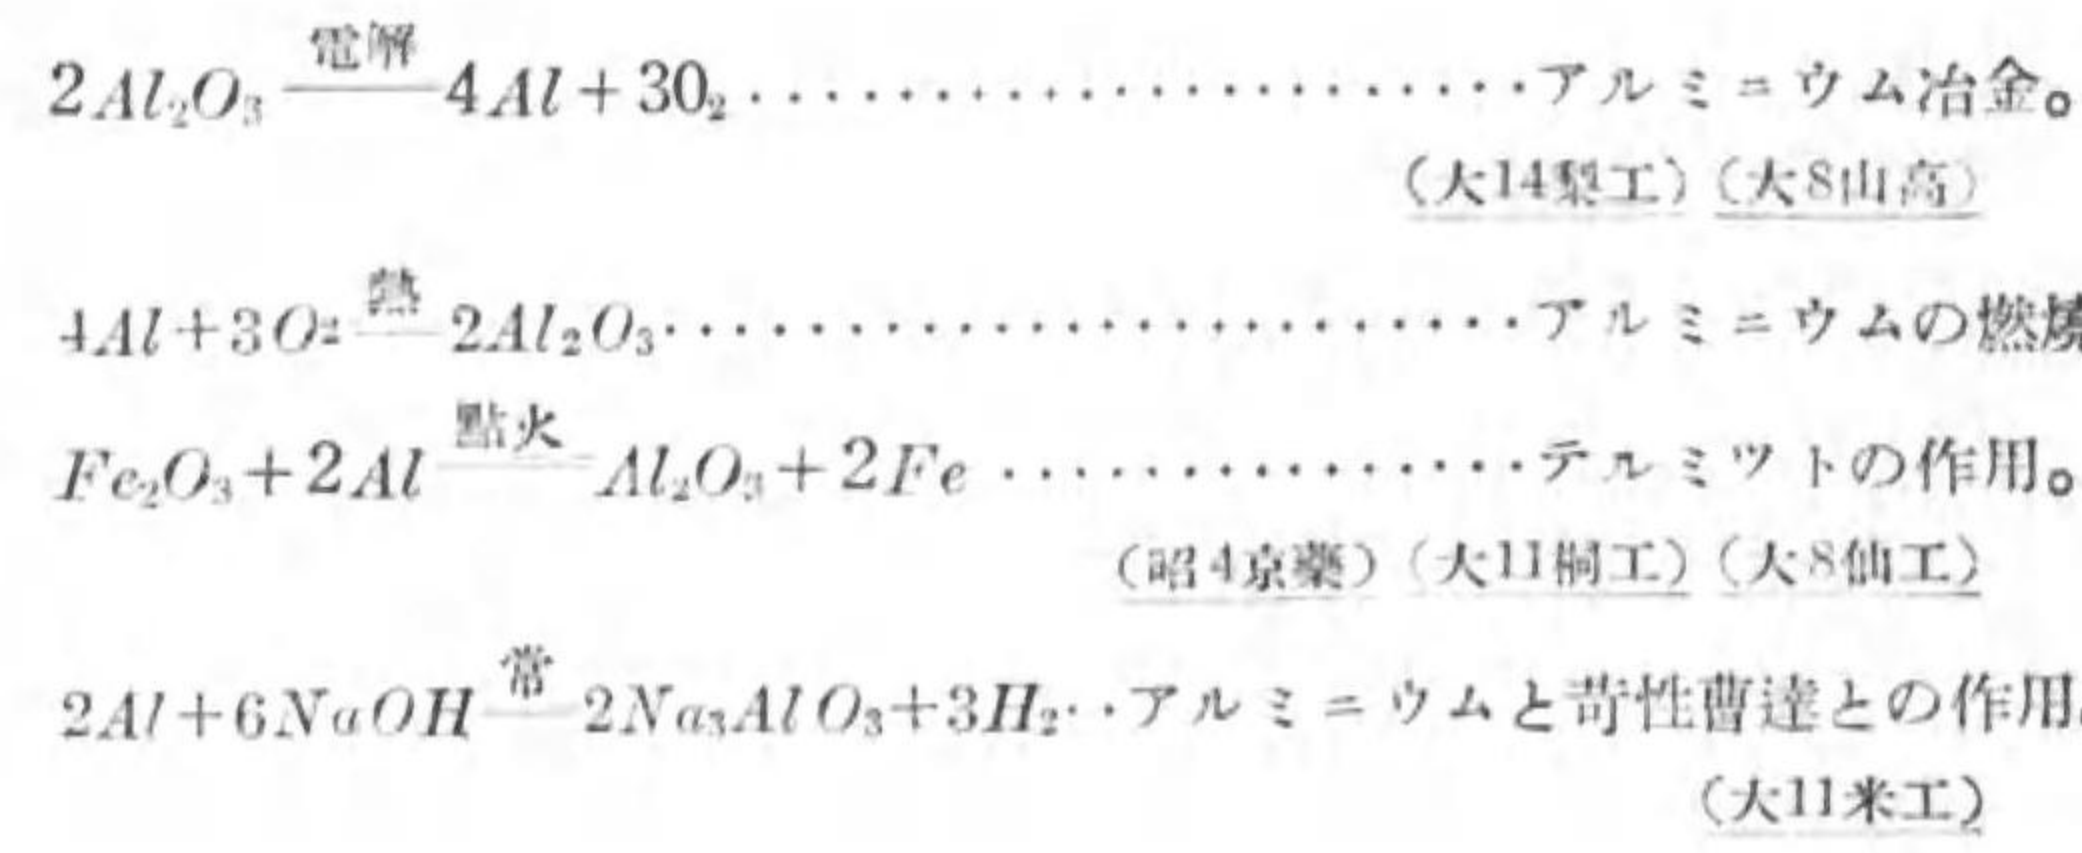 2Al₂O₃ 電解 4Al+3O₂ ························アルミニウム冶金。
(大14梨工) (大8山高)
4Al+3O₂ 熱 2Al₂O₃························アルミニウムの燃燒
Fe₂O₃+2Al 點火 Al₂O₃+2Fe ················テルミツトの作用。
(昭4京藥) (大11桐工) (大8仙工)
2Al+6NaOH 常 2Na₃AlO₃+3H₂··アルミニウムと苛性曹達との作用。
(大11米工)